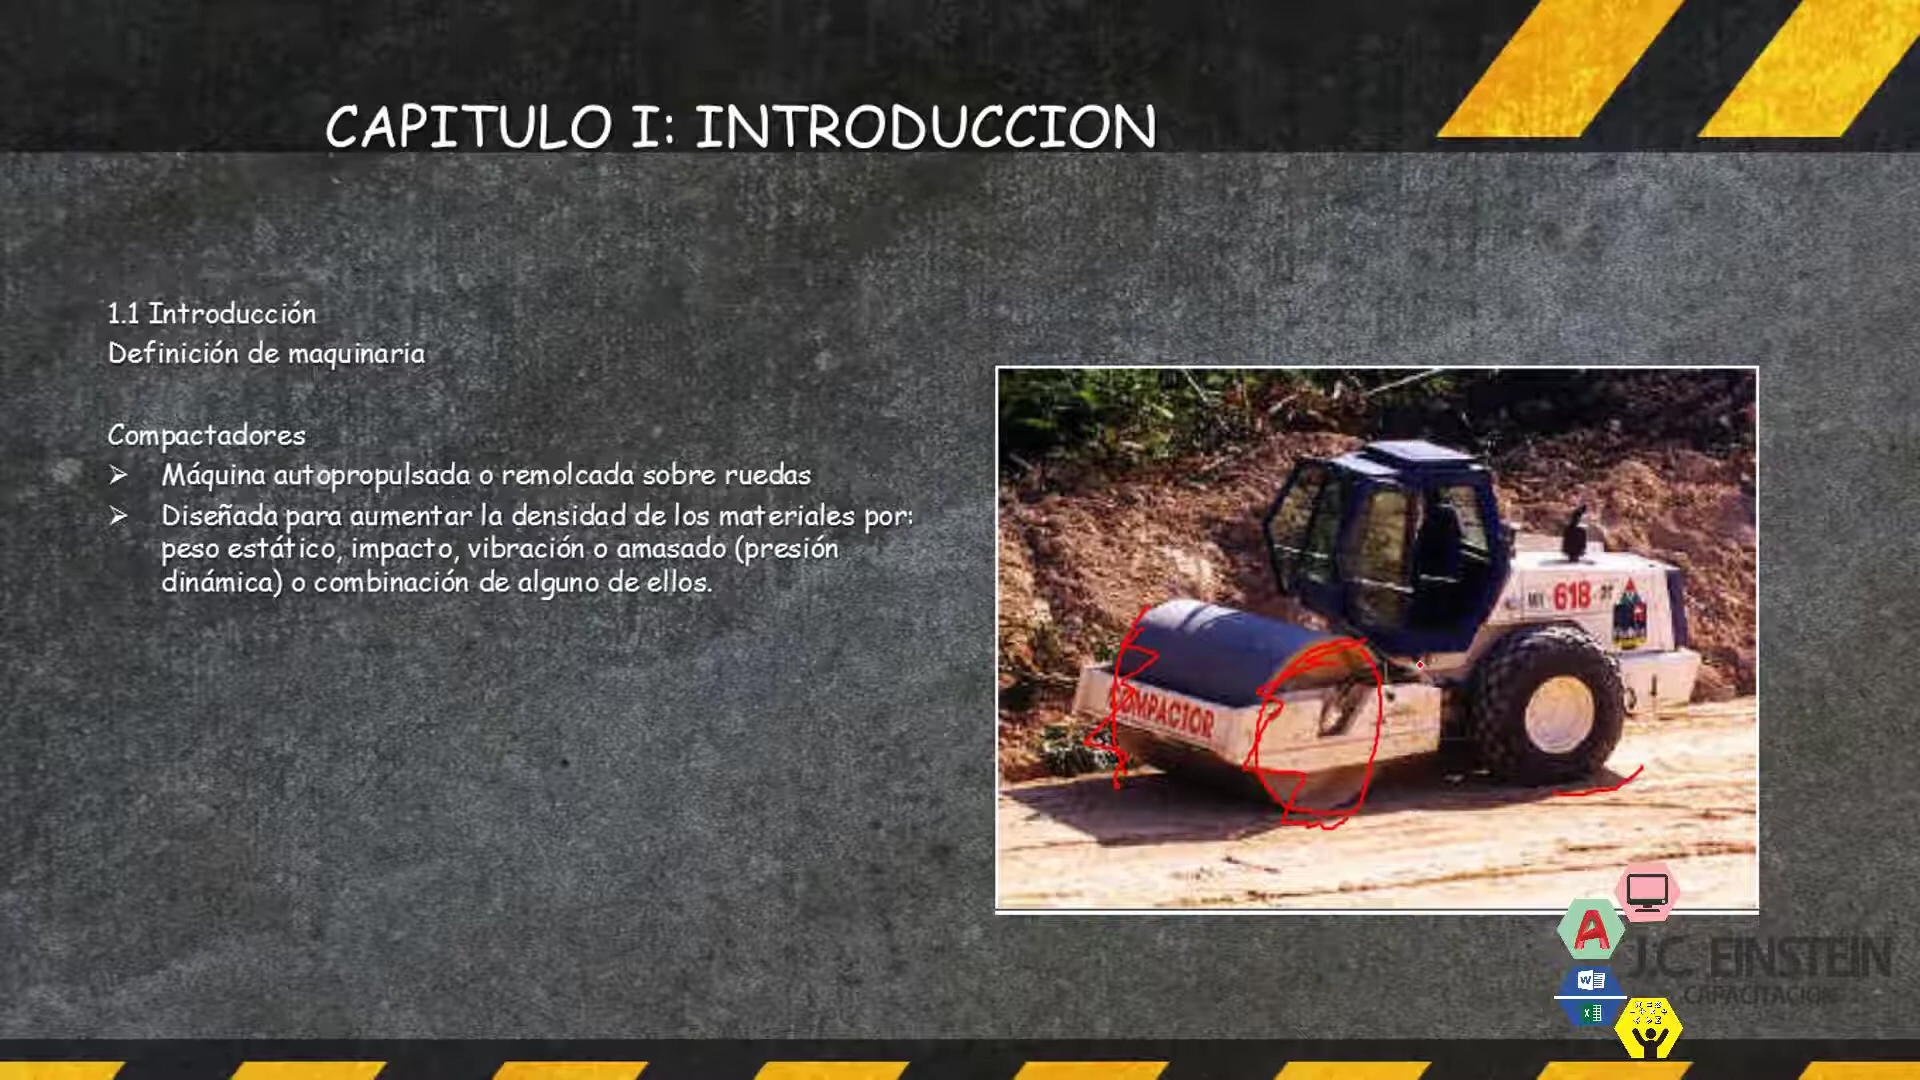 CAPITULO I: INTRODUCCION
1.1 Introducción
Definición de maquinaria
Compactadores
Máquina autopropulsada o remolcada sobre ruedas
Diseñada para aumentar la densidad de los materiales por:
peso estático, impacto, vibración o amasado (presión
dinámica) o combinación de alguno de ellos.
618
COMPACTOR
A
J.C. EINSTEIN
CAPACITACION